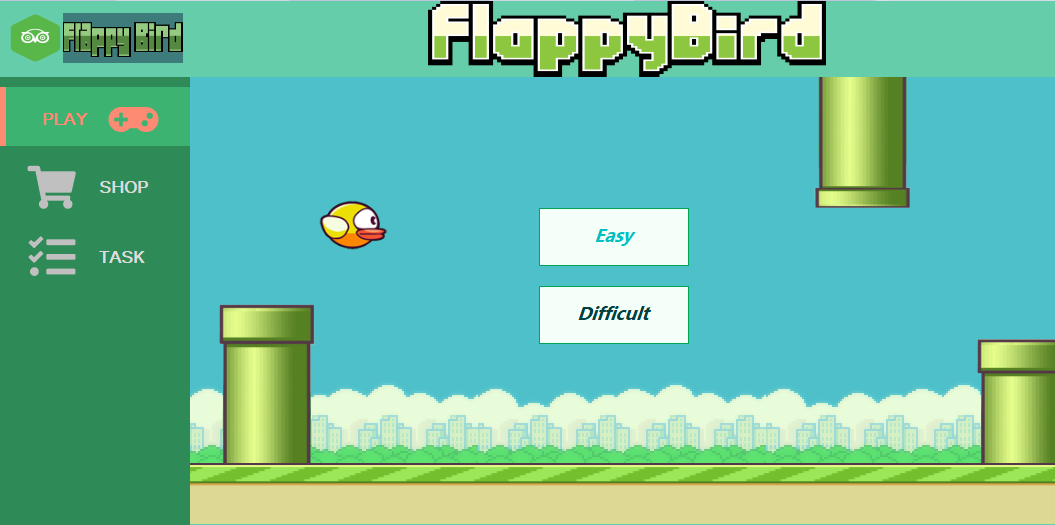 Flappy Bird
FlappyBird
PLAY
SHOP
TASK
Easy
Difficult